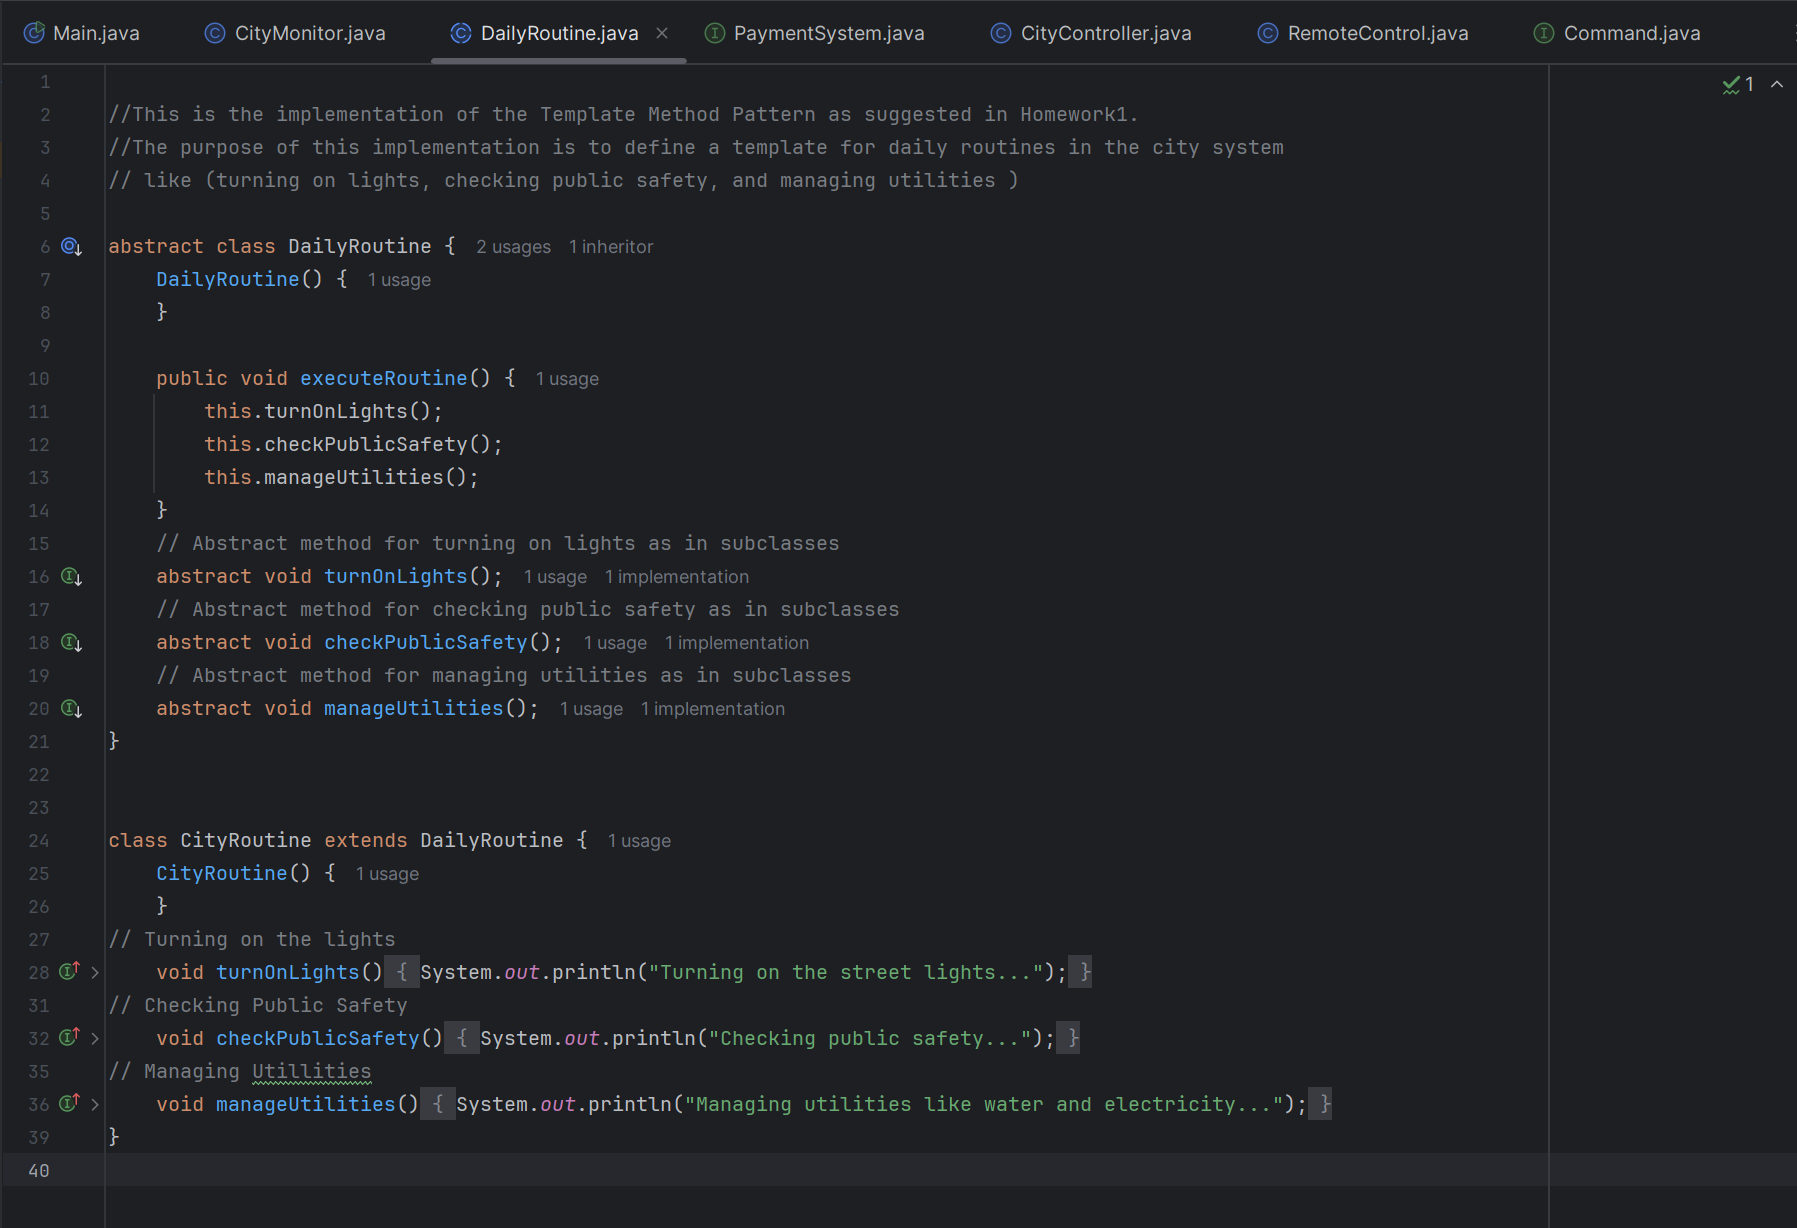 Main.java CityMonitor.java DailyRoutine.java PaymentSystem.java CityController.java RemoteControl.java Command.java
1
1
2 //This is the implementation of the Template Method Pattern as suggested in Homework1.
3 //The purpose of this implementation is to define a template for daily routines in the city system
4 // like (turning on lights, checking public safety, and managing utilities )
5
6 abstract class DailyRoutine { 2 usages 1 inheritor
7 DailyRoutine() { 1 usage
8 }
9
10 public void executeRoutine() { 1 usage
11 this.turnOnLights();
12 this.checkPublicSafety();
13 this.manageUtilities();
14 }
15 // Abstract method for turning on lights as in subclasses
16 abstract void turnOnLights(); 1 usage 1 implementation
17 // Abstract method for checking public safety as in subclasses
18 abstract void checkPublicSafety(); 1 usage 1 implementation
19 // Abstract method for managing utilities as in subclasses
20 abstract void manageUtilities(); 1 usage 1 implementation
21 }
22
23
24 class CityRoutine extends DailyRoutine { 1 usage
25 CityRoutine() { 1 usage
26 }
27 // Turning on the lights
28 void turnOnLights() { System.out.println("Turning on the street lights..."); }
31 // Checking Public Safety
32 void checkPublicSafety() { System.out.println("Checking public safety..."); }
35 // Managing Utillities
36 void manageUtilities() { System.out.println("Managing utilities like water and electricity..."); }
39 }
40